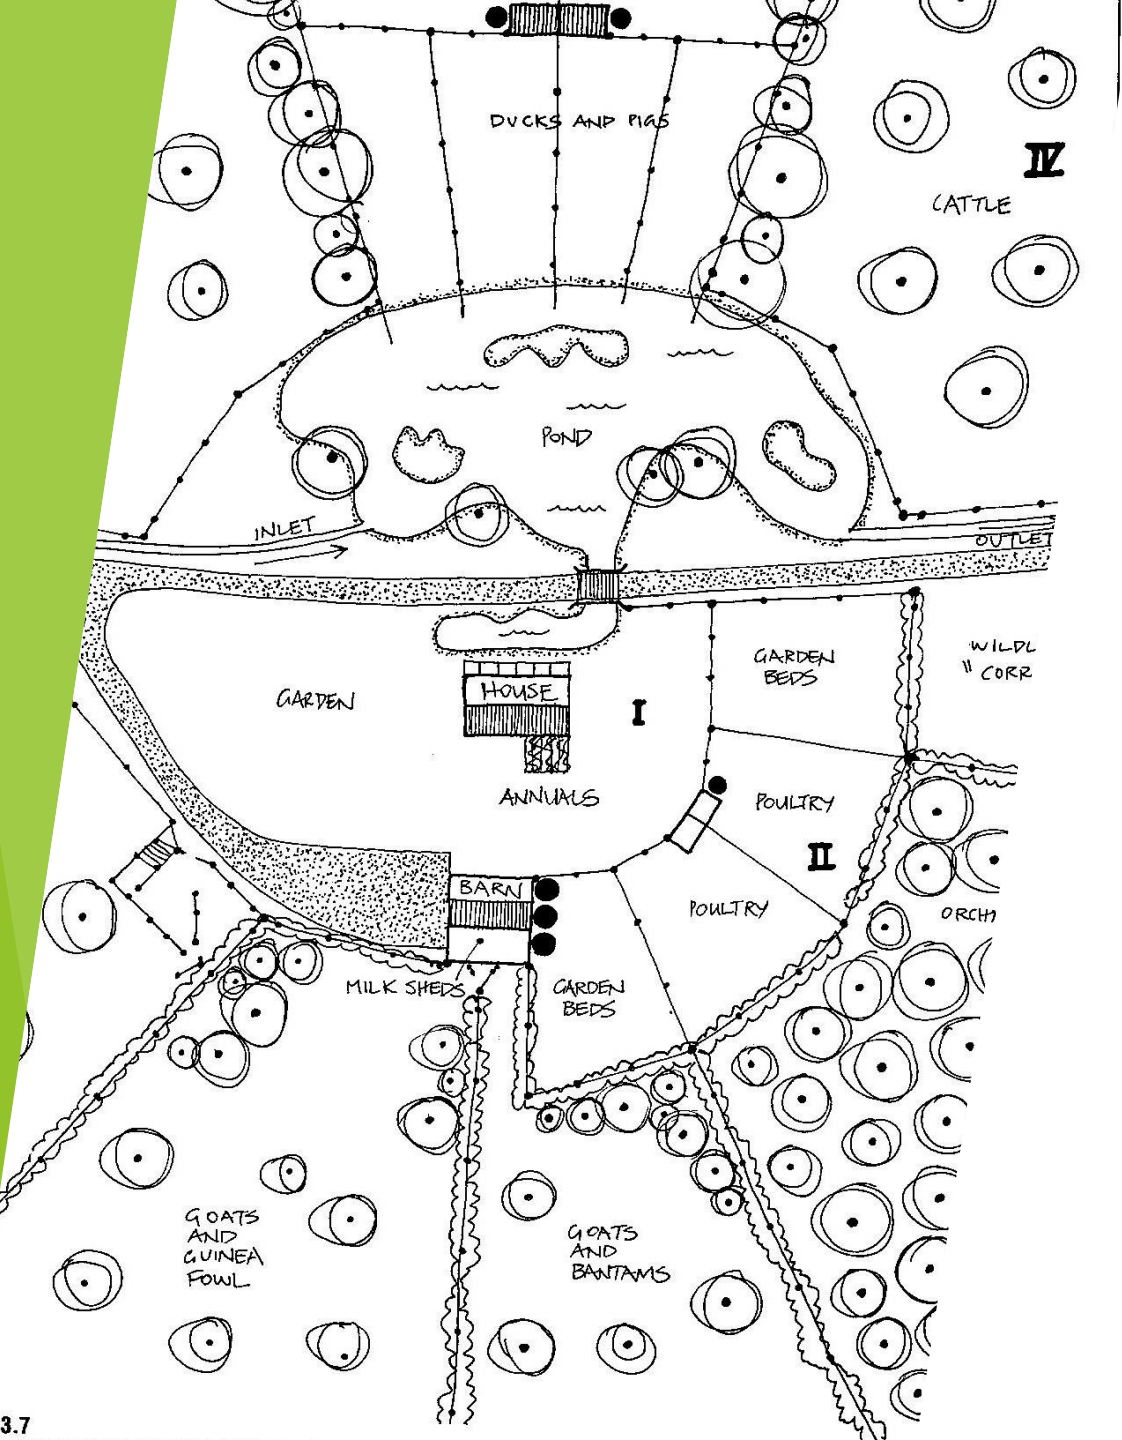 DUCKS AND PIGS
IV
CATTLE
POND
INLET
OUTLET
GARDEN
HOUSE
I
GARDEN
BEDS
WILDL
" CORR
ANNUALS
POULTRY
II
BARN
POULTRY
ORCH
MILK SHEDS
GARDEN
BEDS
GOATS
AND
GUINEA
FOWL
GOATS
AND
BANTAMS
3.7